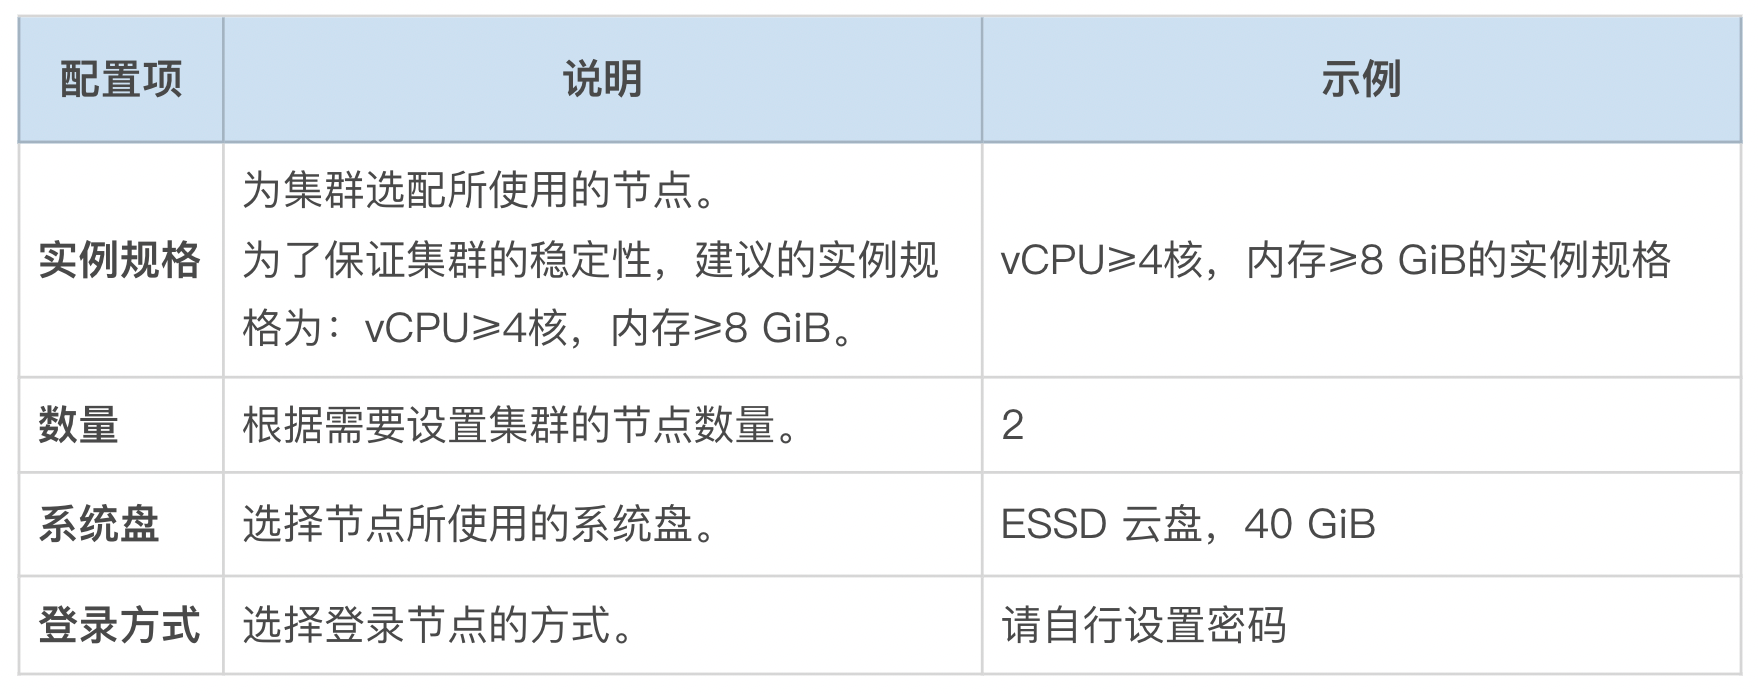 配置项
说明
示例
实例规格
为集群选配所使用的节点。
为了保证集群的稳定性，建议的实例规
格为：vCPU≥4核，内存≥8 GiB。
vCPU≥4核，内存≥8 GiB的实例规格
数量
根据需要设置集群的节点数量。
2
系统盘
选择节点所使用的系统盘。
ESSD 云盘，40 GiB
登录方式
选择登录节点的方式。
请自行设置密码